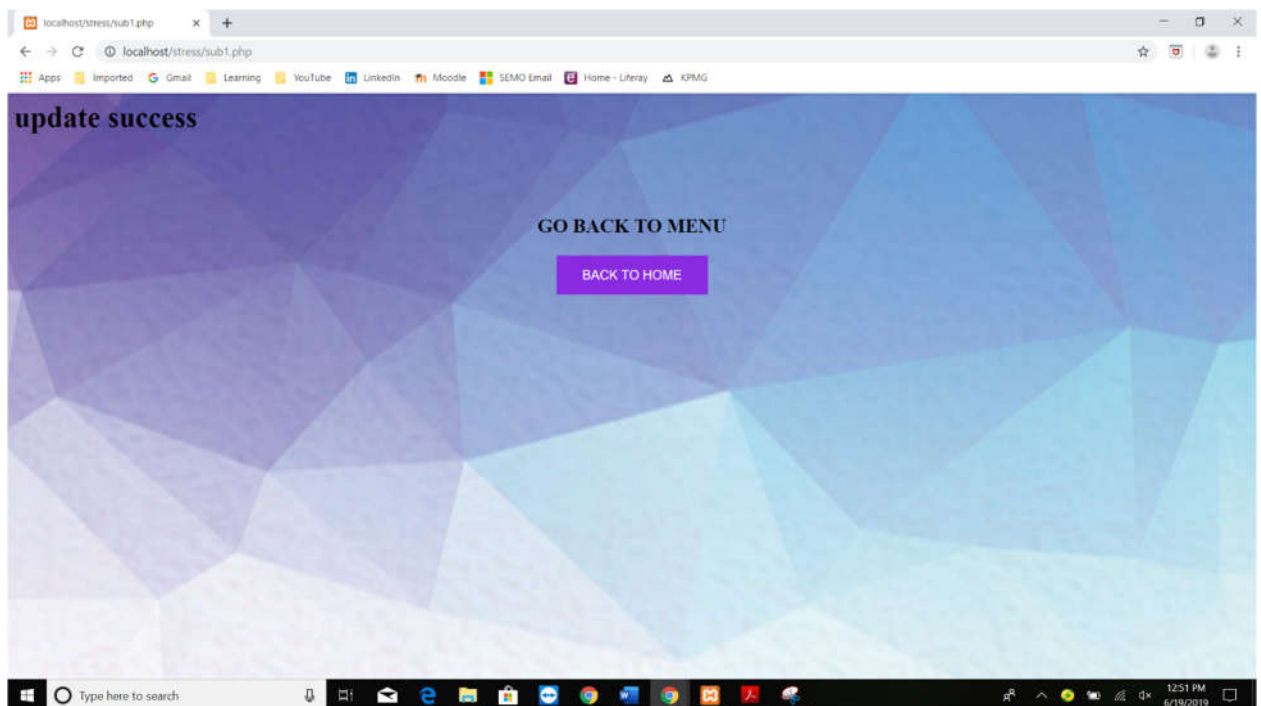 localhost/stress/sub1.php
localhost/stress/sub1.php
Apps Imported Gmail Learning YouTube LinkedIn Moodle SEMO Email Home - Liferay KPMG
update success
GO BACK TO MENU
BACK TO HOME
Type here to search
12:51 PM
6/19/2019